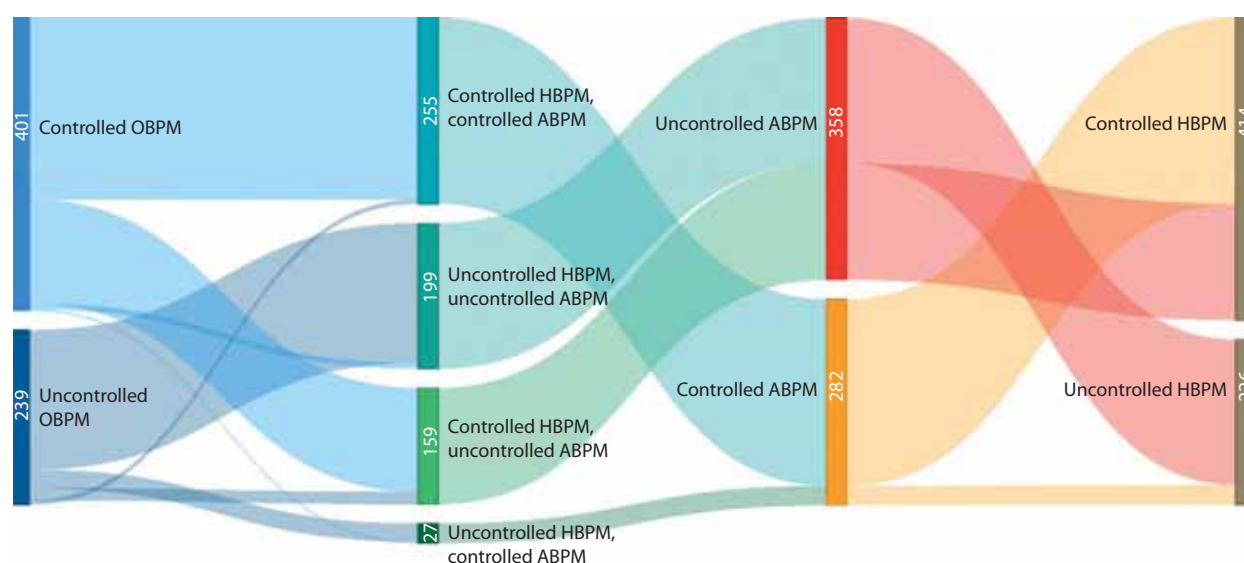 401
Controlled OBPM
239
Uncontrolled
OBPM
255
Controlled HBPM,
controlled ABPM
199
Uncontrolled HBPM,
uncontrolled ABPM
159
Controlled HBPM,
uncontrolled ABPM
27
Uncontrolled HBPM,
controlled ABPM
Uncontrolled ABPM
358
Controlled ABPM
282
Controlled HBPM
Uncontrolled HBPM